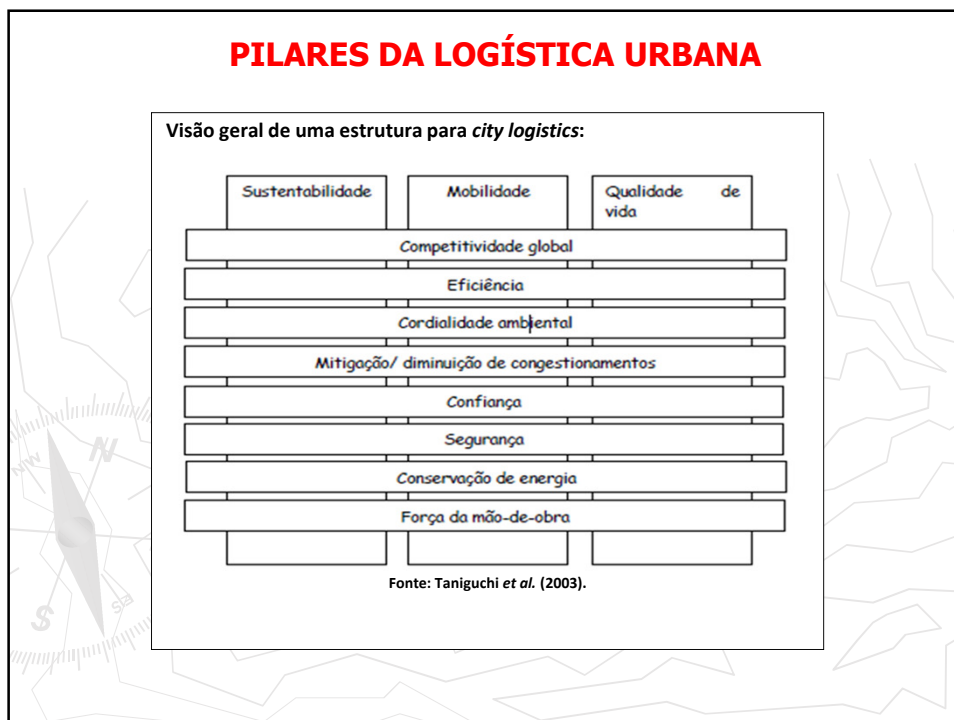 PILARES DA LOGÍSTICA URBANA
Visão geral de uma estrutura para city logistics:
Sustentabilidade
Mobilidade
Qualidade de
vida
Competitividade global
Eficiência
Cordialidade ambiental
Mitigação/ diminuição de congestionamentos
Confiança
Segurança
Conservação de energia
Força da mão-de-obra
Fonte: Taniguchi et al. (2003).
NW
N
S
SE